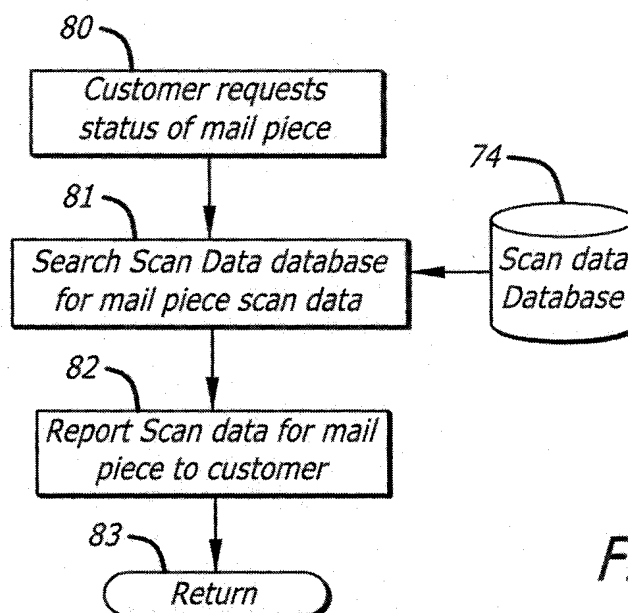 80
Customer requests
status of mail piece
81
74
Search Scan Data database
for mail piece scan data
Scan data
Database
82
Report Scan data for mail
piece to customer
83
Return